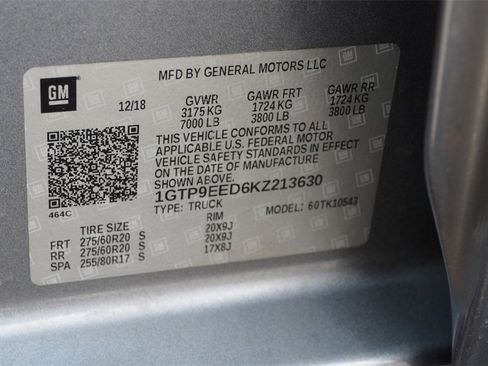 MFD BY GENERAL MOTORS LLC
GM
12/18 GVWR GAWR FRT GAWR RR
3175 KG 1724 KG 1724 KG
7000 LB 3800 LB 3800 LB
THIS VEHICLE CONFORMS TO ALL
APPLICABLE U.S. FEDERAL MOTOR
VEHICLE SAFETY STANDARDS IN EFFECT
ON THE DATE OF MANUFACTURE
SHOWN ABOVE.
1GTP9EED6KZ213630
464C
TYPE: TRUCK MODEL: 60TK10543
TIRE SIZE RIM
FRT 275/60R20 S 20X9J
RR 275/60R20 S 20X9J
SPA 255/80R17 S 17X8J